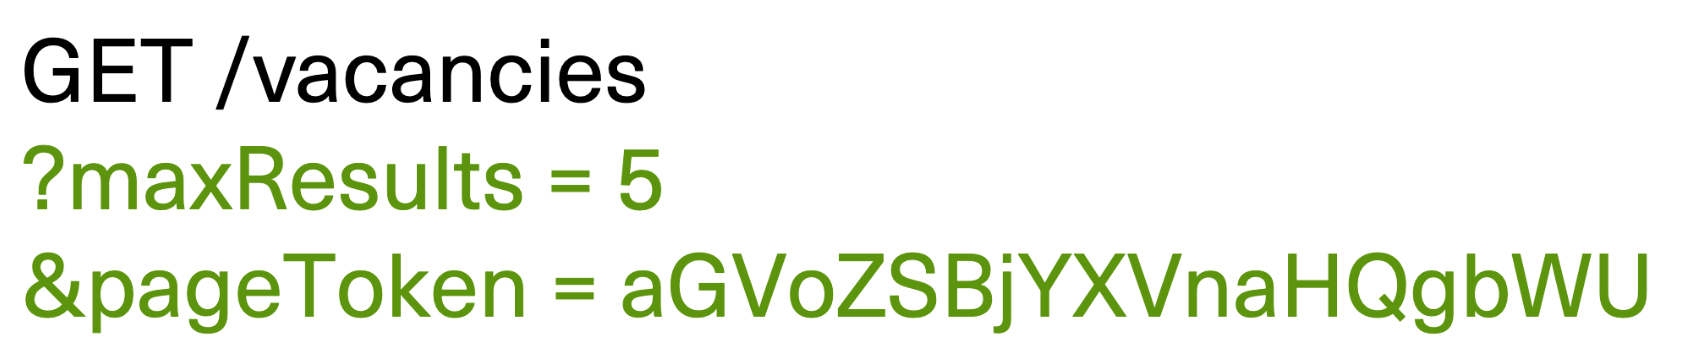 GET /vacancies
?maxResults = 5
&pageToken = aGVoZSBjYXVnaHQgbWU